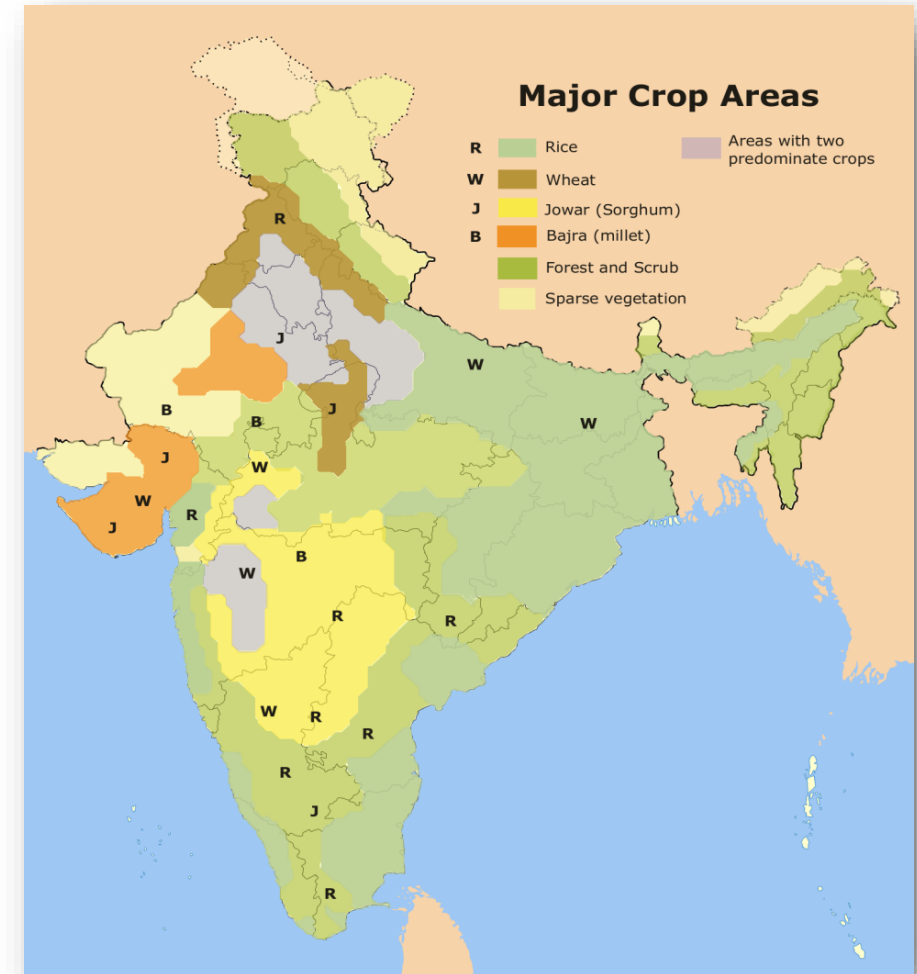 Major Crop Areas
R Rice
W Wheat
J Jowar (Sorghum)
B Bajra (millet)
Forest and Scrub
Sparse vegetation
Areas with two
predominate crops
R
J
W
B
B
J
W
J
W
W
R
J
B
W
R
R
W
R
R
R
J
R